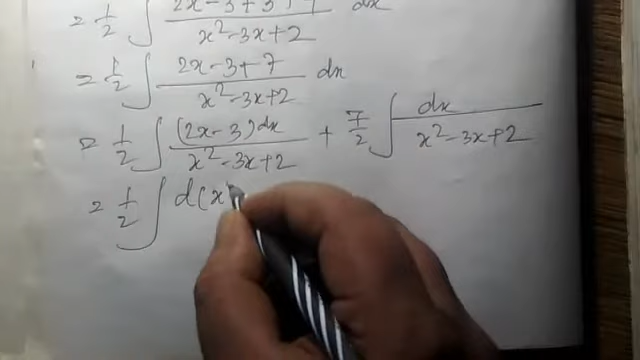 = 1/2 ∫ (2x-3+3+7)/(x²-3x+2) dx
= 1/2 ∫ (2x-3+7)/(x²-3x+2) dx
= 1/2 ∫ (2x-3)dx/(x²-3x+2) + 7/2 ∫ dx/(x²-3x+2)
= 1/2 ∫ d(x